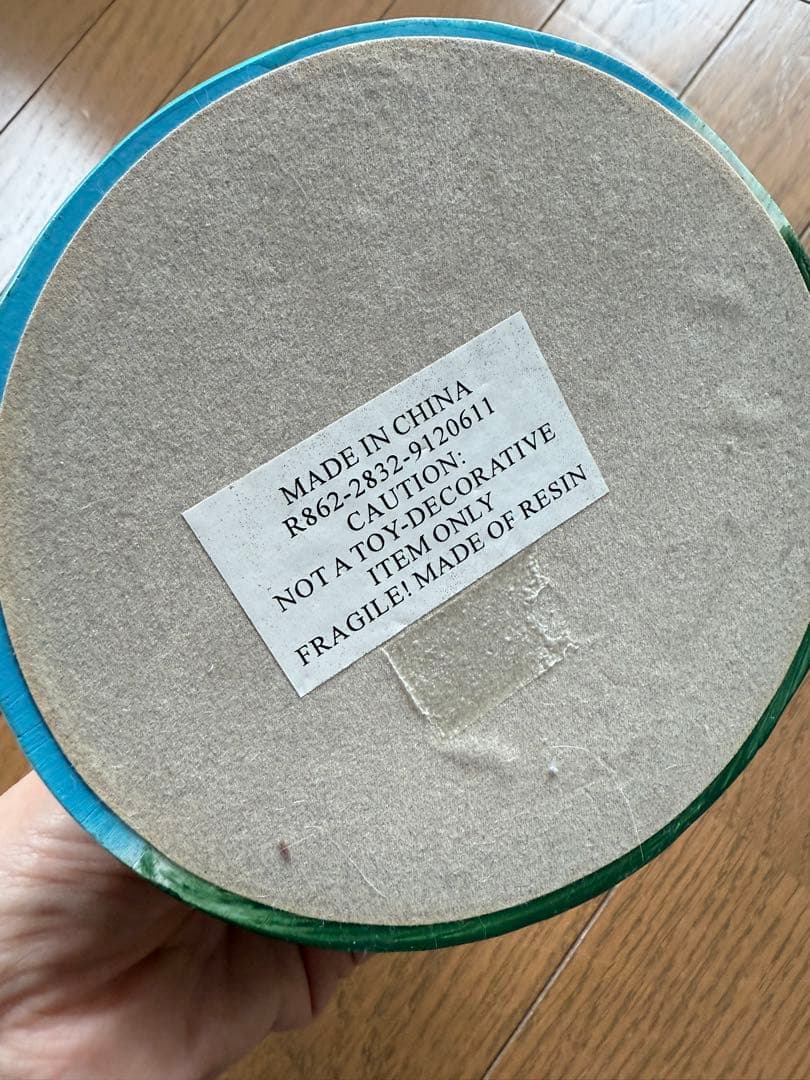 MADE IN CHINA
R862-2832-9120611
CAUTION:
NOT A TOY-DECORATIVE
ITEM ONLY
FRAGILE! MADE OF RESIN